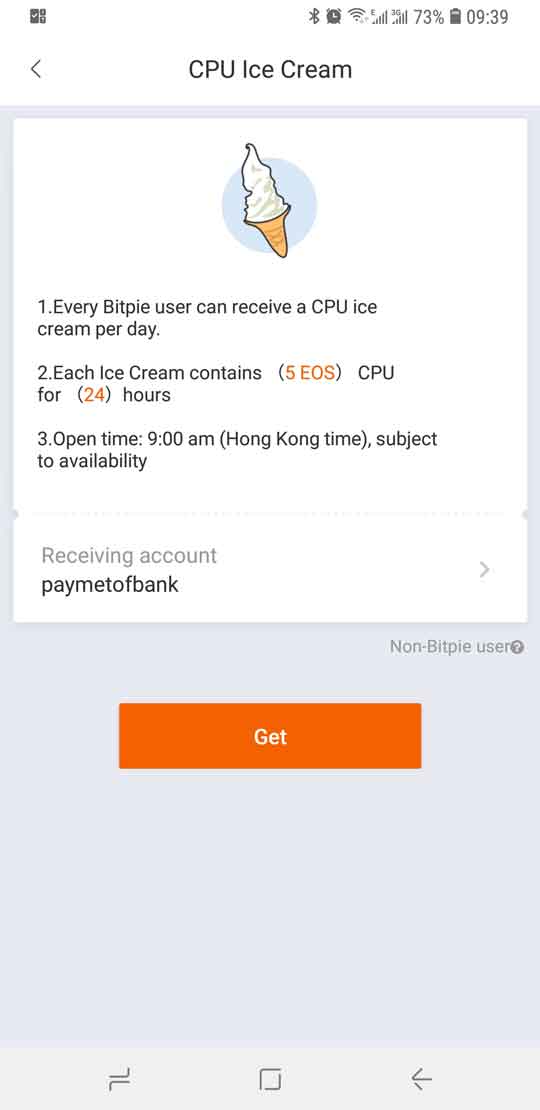 E 3G 73% 09:39
CPU Ice Cream
1.Every Bitpie user can receive a CPU ice
cream per day.
2.Each Ice Cream contains （5 EOS） CPU
for （24）hours
3.Open time: 9:00 am (Hong Kong time), subject
to availability
Receiving account
paymetofbank
Non-Bitpie user?
Get